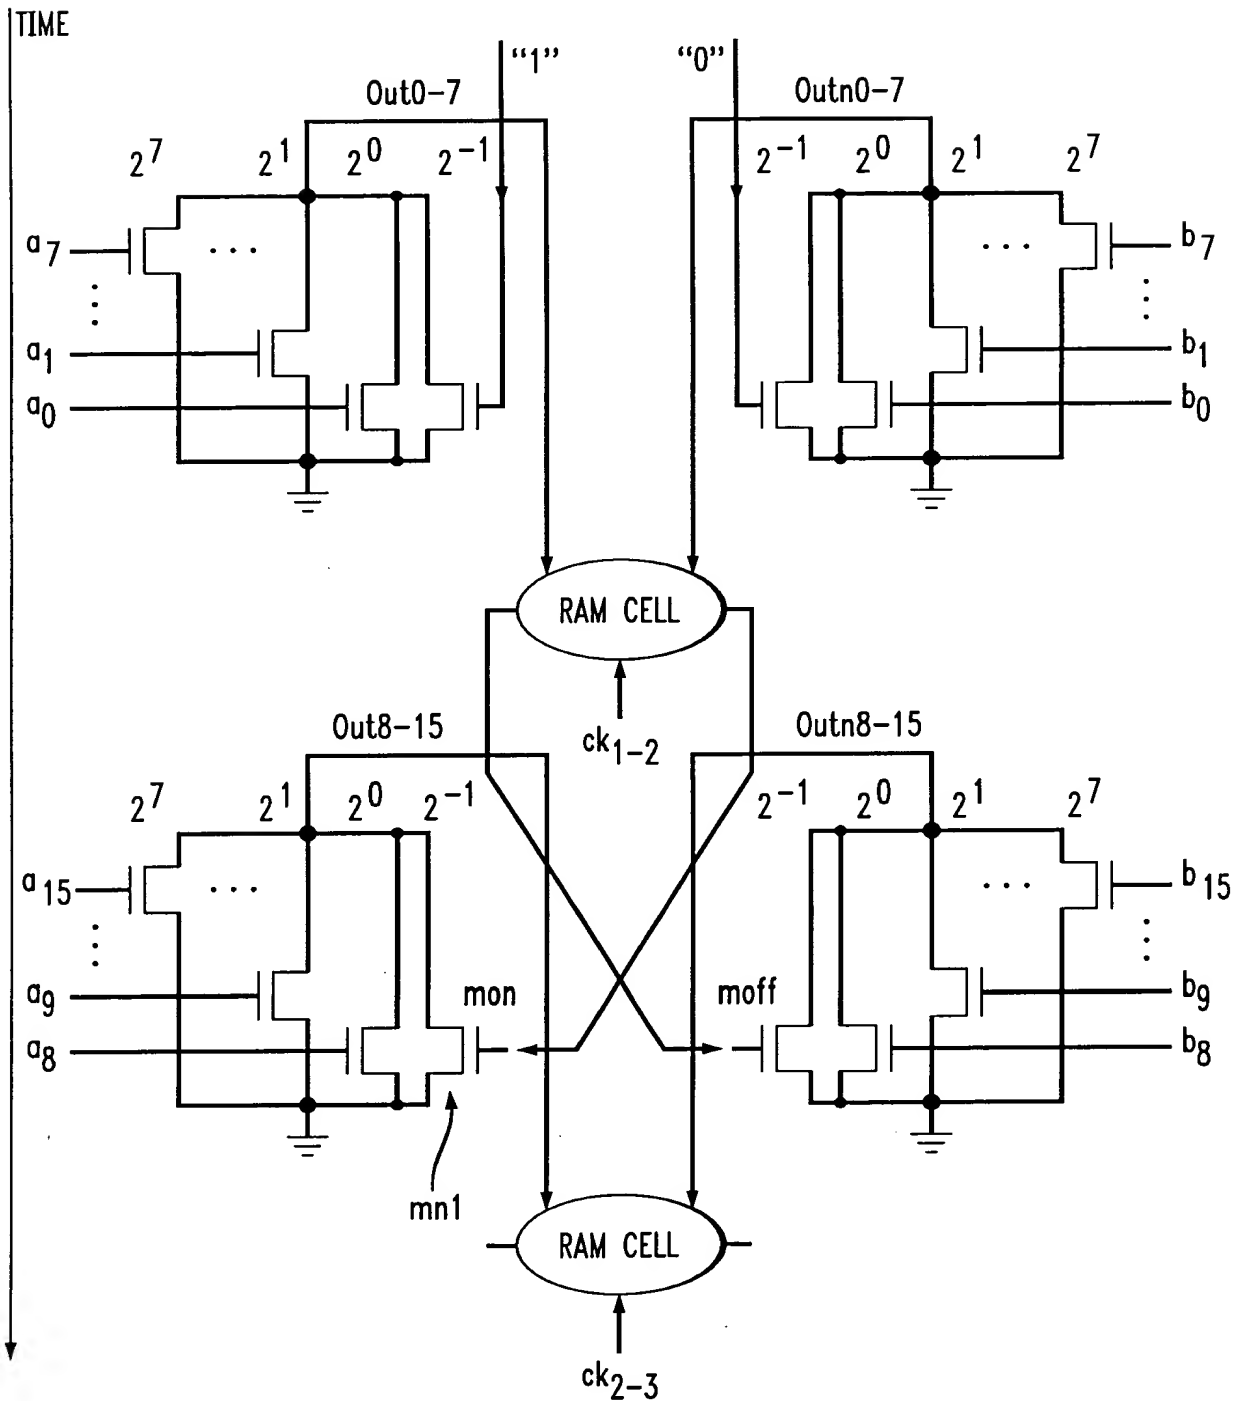 TIME
“1” “0”
Out0-7 Outn0-7
2^7 2^1 2^0 2^-1 2^-1 2^0 2^1 2^7
a7 ... ... b7
a1 b1
a0 b0
RAM CELL
ck1-2
Out8-15 Outn8-15
2^7 2^1 2^0 2^-1 2^-1 2^0 2^1 2^7
a15 ... ... b15
a9 mon moff b9
a8 b8
mn1
RAM CELL
ck2-3